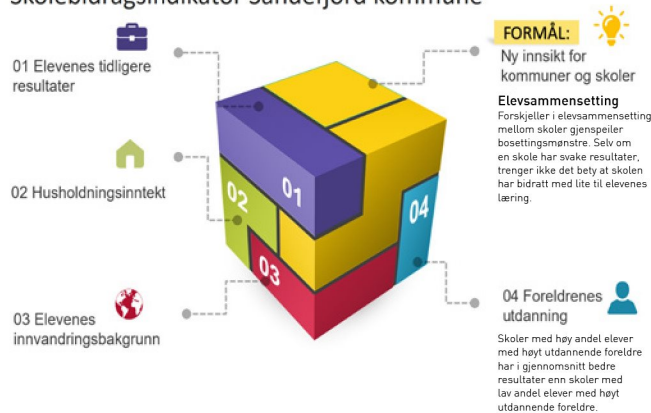 Skolebidragsindikator Sandefjord kommune
01 Elevenes tidligere
resultater
02 Husholdningsinntekt
03 Elevenes
innvandringsbakgrunn
01
02
03
04
FORMÅL:
Ny innsikt for
kommuner og skoler
Elevsammensetting
Forskjeller i elevsammensetting
mellom skoler gjenspeiler
bosettingsmønstre. Selv om
en skole har svake resultater,
trenger ikke det bety at skolen
har bidratt med lite til elevenes
læring.
04 Foreldrenes
utdanning
Skoler med høy andel elever
med høyt utdannende foreldre
har i gjennomsnitt bedre
resultater enn skoler med
lav andel elever med høyt
utdannende foreldre.